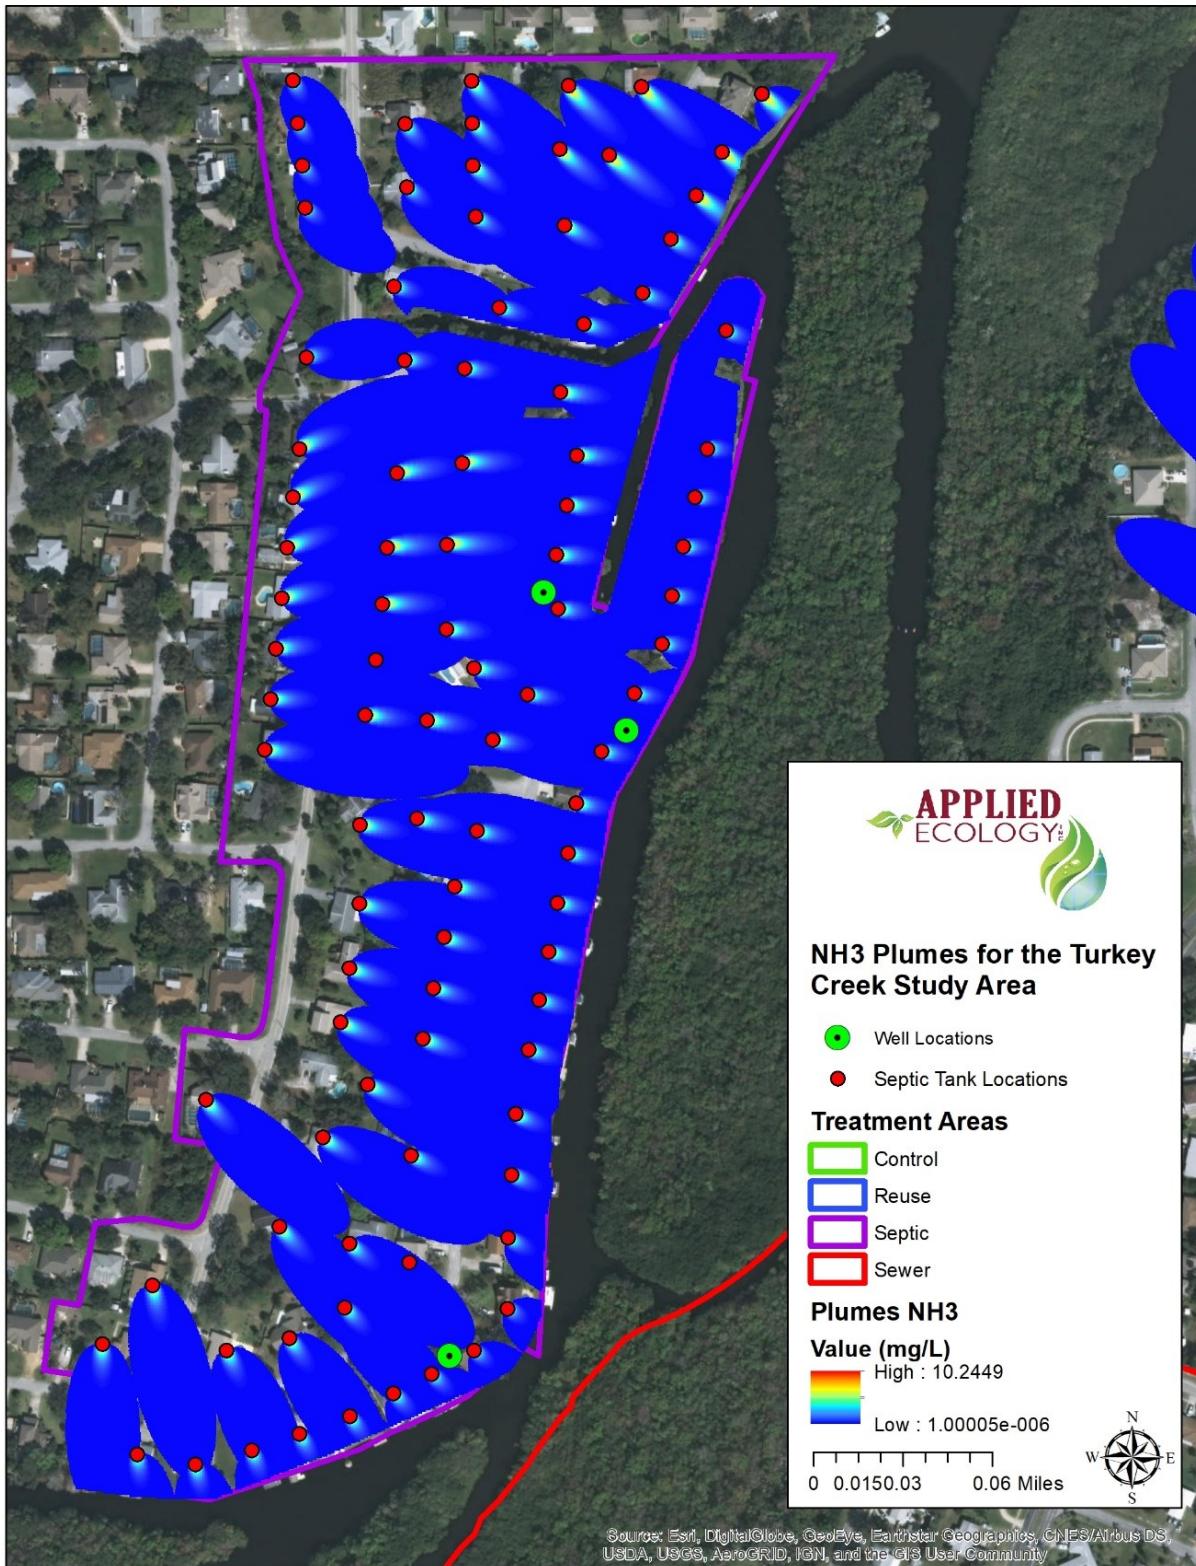 APPLIED
ECOLOGY INC
NH3 Plumes for the Turkey
Creek Study Area
Well Locations
Septic Tank Locations
Treatment Areas
Control
Reuse
Septic
Sewer
Plumes NH3
Value (mg/L)
High : 10.2449
Low : 1.00005e-006
0 0.0150.03 0.06 Miles
N
W E
S
Source: Esri, DigitalGlobe, GeoEye, Earthstar Geographics, CNES/Airbus DS,
USDA, USGS, AeroGRID, IGN, and the GIS User Community